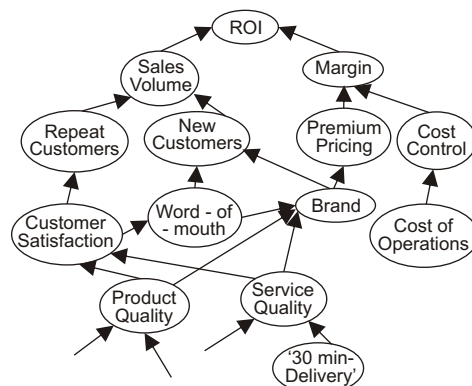 ROI
Sales
Volume
Margin
Repeat
Customers
New
Customers
Premium
Pricing
Cost
Control
Customer
Satisfaction
Word - of
- mouth
Brand
Cost of
Operations
Product
Quality
Service
Quality
‘30 min-
Delivery’